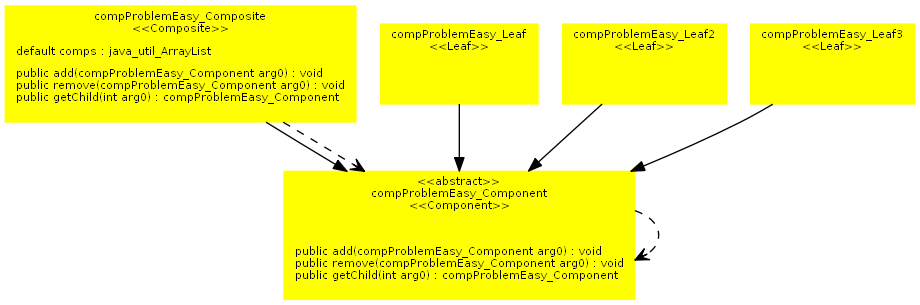 compProblemEasy_Composite
<<Composite>>
default comps : java_util_ArrayList
public add(compProblemEasy_Component arg0) : void
public remove(compProblemEasy_Component arg0) : void
public getChild(int arg0) : compProblemEasy_Component
compProblemEasy_Leaf
<<Leaf>>
compProblemEasy_Leaf2
<<Leaf>>
compProblemEasy_Leaf3
<<Leaf>>
<<abstract>>
compProblemEasy_Component
<<Component>>
public add(compProblemEasy_Component arg0) : void
public remove(compProblemEasy_Component arg0) : void
public getChild(int arg0) : compProblemEasy_Component